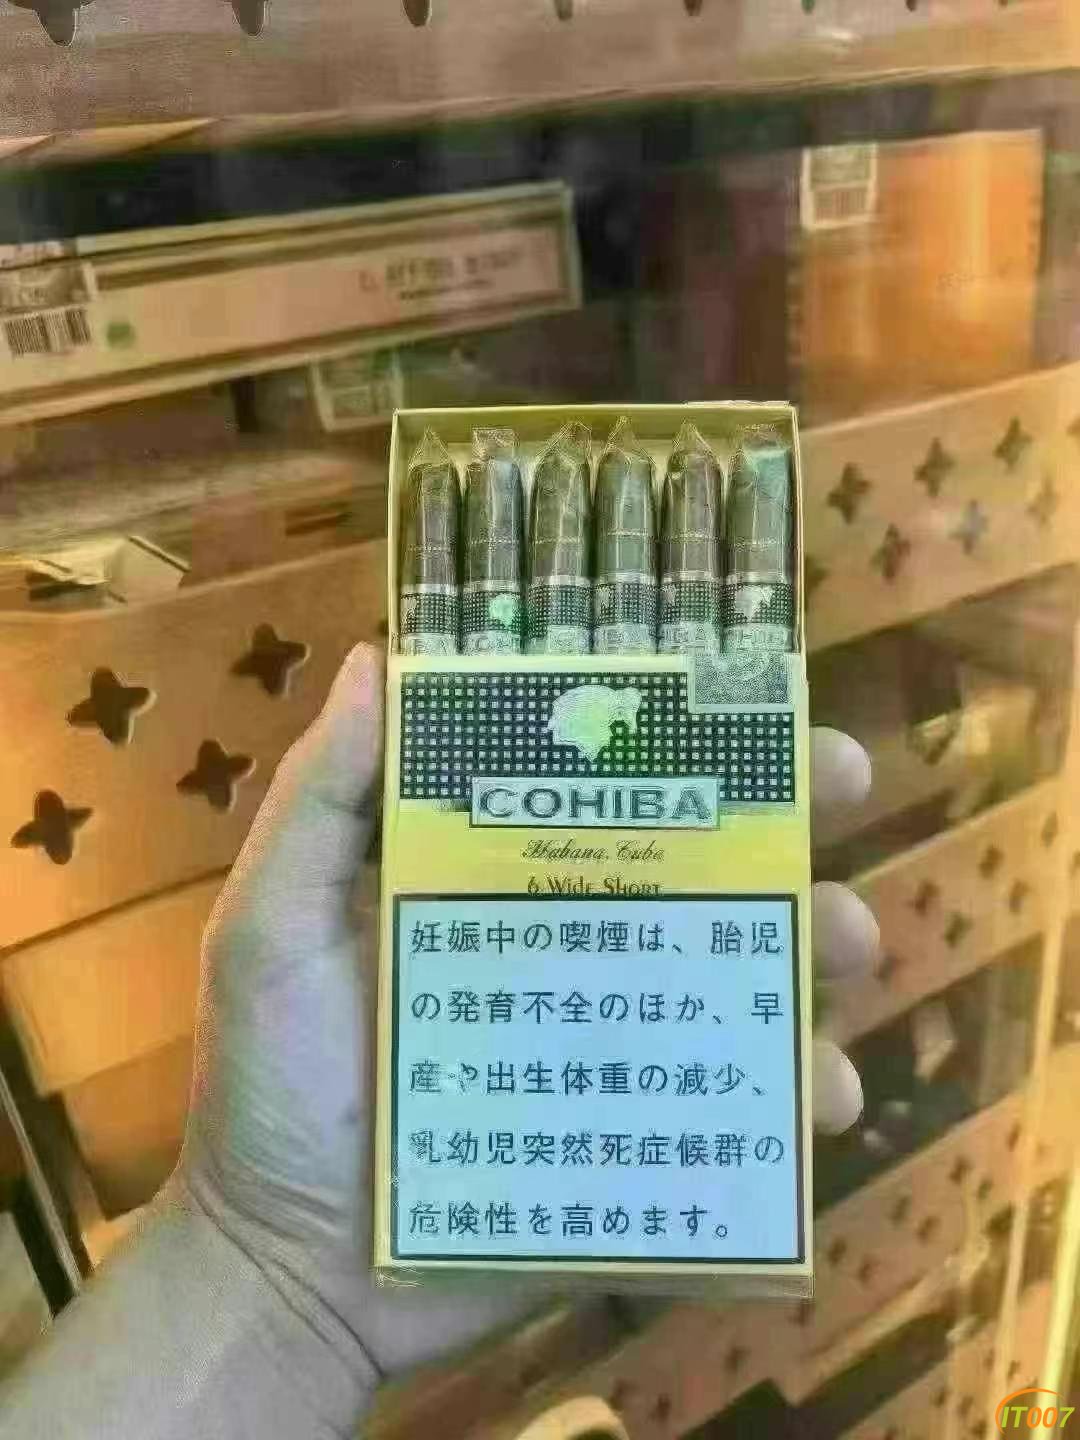 COHIBA
Habana, Cuba
6 Wide Short
妊娠中の喫煙は、胎児
の発育不全のほか、早
産や出生体重の減少、
乳幼児突然死症候群の
危険性を高めます。
IT007